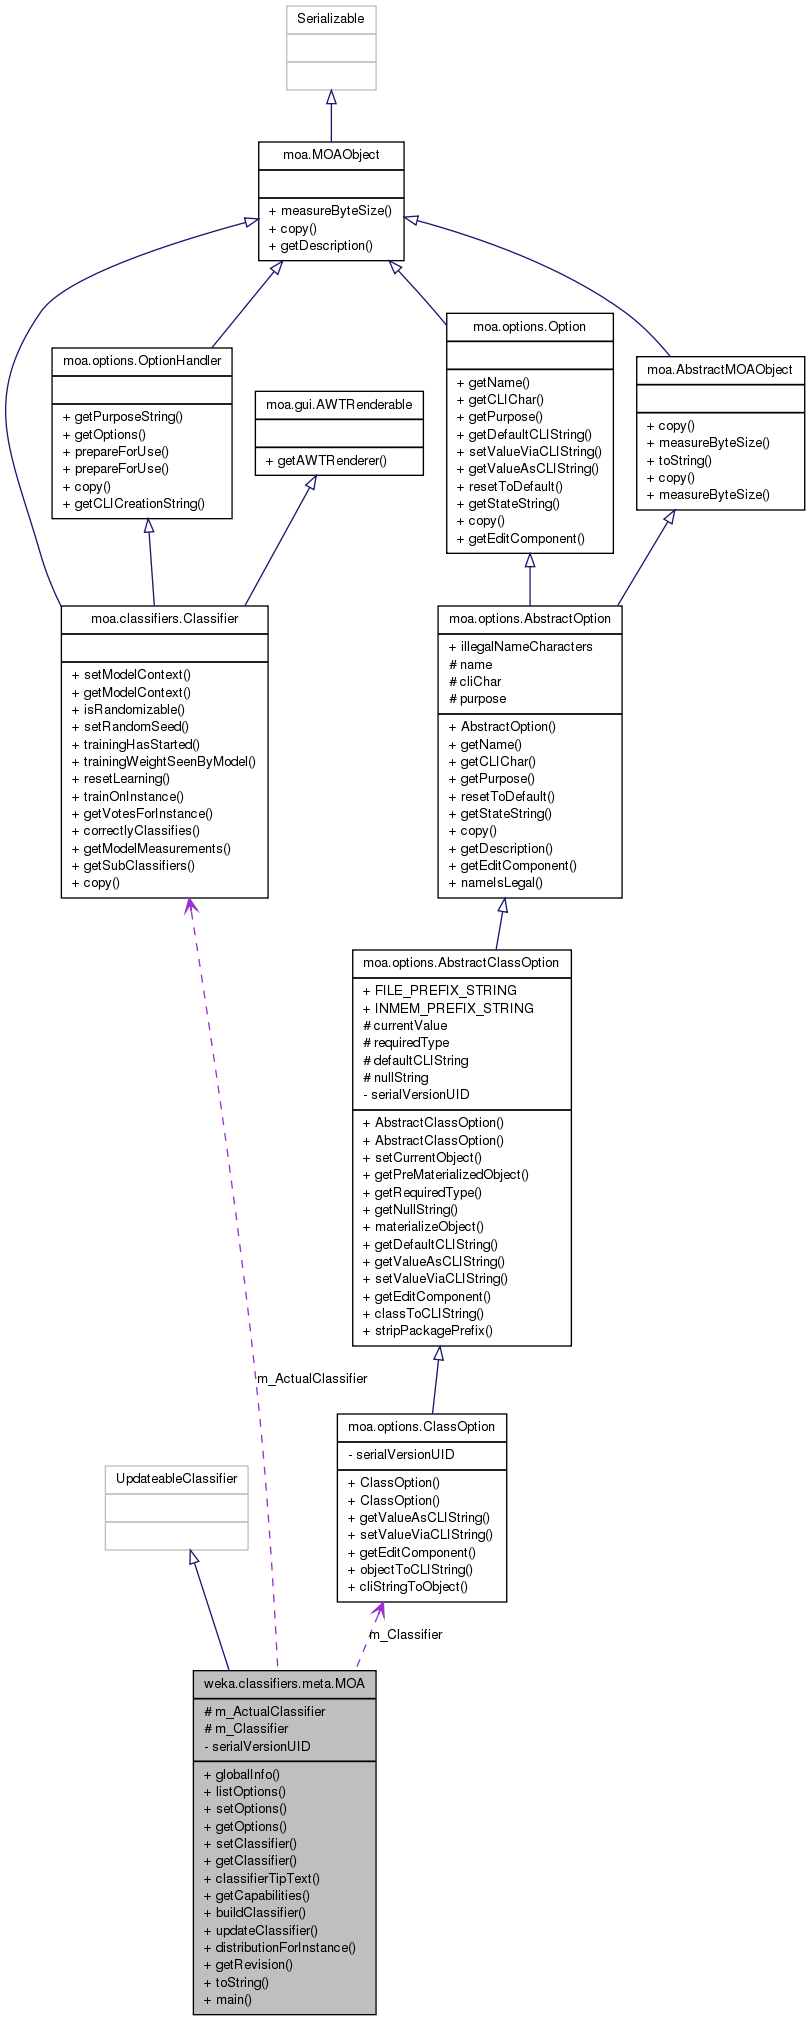 Serializable
moa.MOAObject
+ measureByteSize()
+ copy()
+ getDescription()
moa.options.OptionHandler
+ getPurposeString()
+ getOptions()
+ prepareForUse()
+ prepareForUse()
+ copy()
+ getCLICreationString()
moa.gui.AWTRenderable
+ getAWTRenderer()
moa.options.Option
+ getName()
+ getCLIChar()
+ getPurpose()
+ getDefaultCLIString()
+ setValueViaCLIString()
+ getValueAsCLIString()
+ resetToDefault()
+ getStateString()
+ copy()
+ getEditComponent()
moa.AbstractMOAObject
+ copy()
+ measureByteSize()
+ toString()
+ copy()
+ measureByteSize()
moa.classifiers.Classifier
+ setModelContext()
+ getModelContext()
+ isRandomizable()
+ setRandomSeed()
+ trainingHasStarted()
+ trainingWeightSeenByModel()
+ resetLearning()
+ trainOnInstance()
+ getVotesForInstance()
+ correctlyClassifies()
+ getModelMeasurements()
+ getSubClassifiers()
+ copy()
moa.options.AbstractOption
+ illegalNameCharacters
# name
# cliChar
# purpose
+ AbstractOption()
+ getName()
+ getCLIChar()
+ getPurpose()
+ resetToDefault()
+ getStateString()
+ copy()
+ getDescription()
+ getEditComponent()
+ nameIsLegal()
moa.options.AbstractClassOption
+ FILE_PREFIX_STRING
+ INMEM_PREFIX_STRING
# currentValue
# requiredType
# defaultCLIString
# nullString
- serialVersionUID
+ AbstractClassOption()
+ AbstractClassOption()
+ setCurrentObject()
+ getPreMaterializedObject()
+ getRequiredType()
+ getNullString()
+ materializeObject()
+ getDefaultCLIString()
+ getValueAsCLIString()
+ setValueViaCLIString()
+ getEditComponent()
+ classToCLIString()
+ stripPackagePrefix()
m_ActualClassifier
moa.options.ClassOption
- serialVersionUID
+ ClassOption()
+ ClassOption()
+ getValueAsCLIString()
+ setValueViaCLIString()
+ getEditComponent()
+ objectToCLIString()
+ cliStringToObject()
UpdateableClassifier
m_Classifier
weka.classifiers.meta.MOA
# m_ActualClassifier
# m_Classifier
- serialVersionUID
+ globalInfo()
+ listOptions()
+ setOptions()
+ getOptions()
+ setClassifier()
+ getClassifier()
+ classifierTipText()
+ getCapabilities()
+ buildClassifier()
+ updateClassifier()
+ distributionForInstance()
+ getRevision()
+ toString()
+ main()